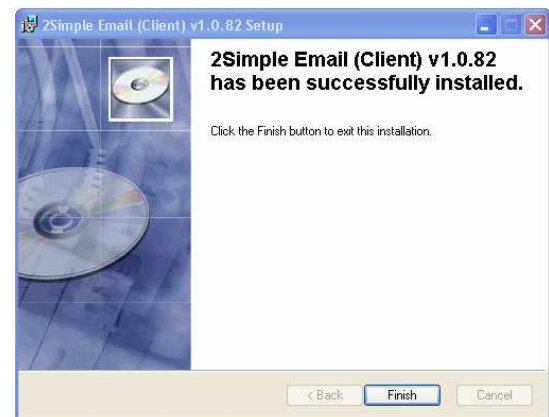 2Simple Email (Client) v1.0.82 Setup
2Simple Email (Client) v1.0.82
has been successfully installed.
Click the Finish button to exit this installation.
< Back
Finish
Cancel